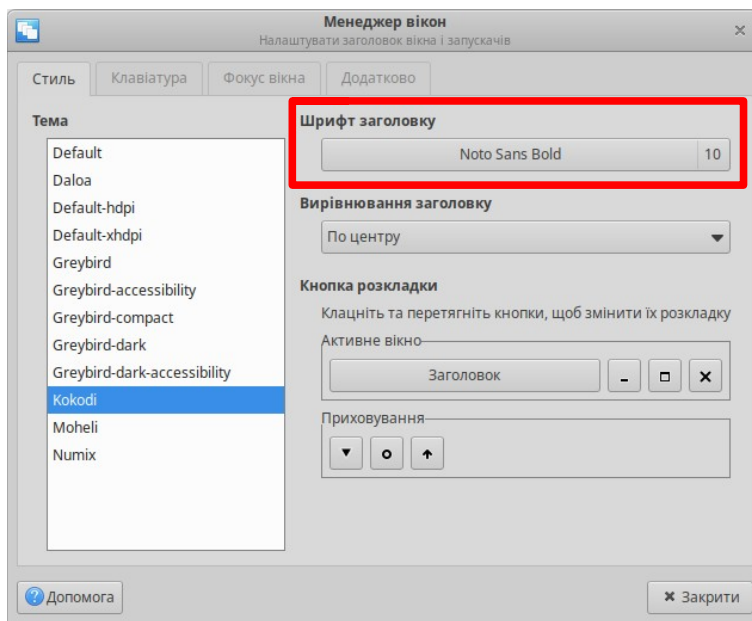 Менеджер вікон
Налаштувати заголовок вікна і запускачів
Стиль Клавіатура Фокус вікна Додатково
Тема
Default
Daloa
Default-hdpi
Default-xhdpi
Greybird
Greybird-accessibility
Greybird-compact
Greybird-dark
Greybird-dark-accessibility
Kokodi
Moheli
Numix
Шрифт заголовку
Noto Sans Bold 10
Вирівнювання заголовку
По центру
Кнопка розкладки
Клацніть та перетягніть кнопки, щоб змінити їх розкладку
Активне вікно
Заголовок
Приховування
Допомога
Закрити